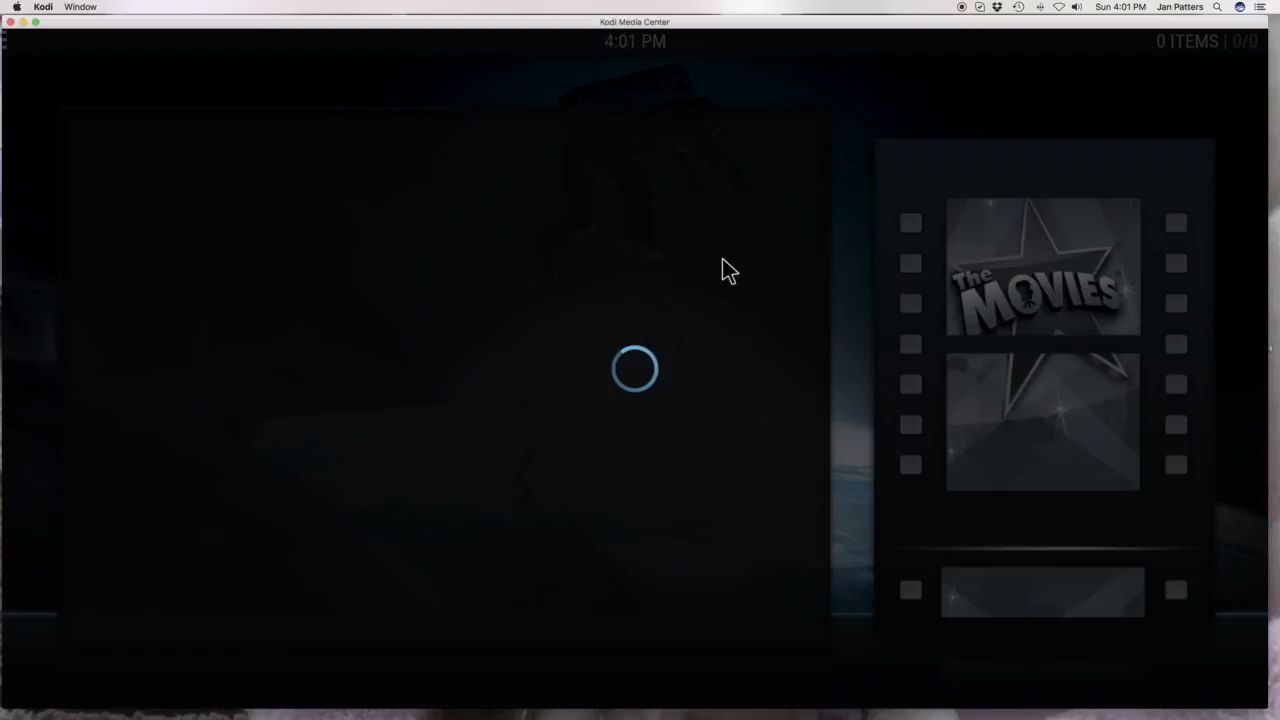 Kodi Window Sun 4:01 PM Jan Patters
Kodi Media Center
4:01 PM 0 ITEMS | 0/0
The
MOVIES